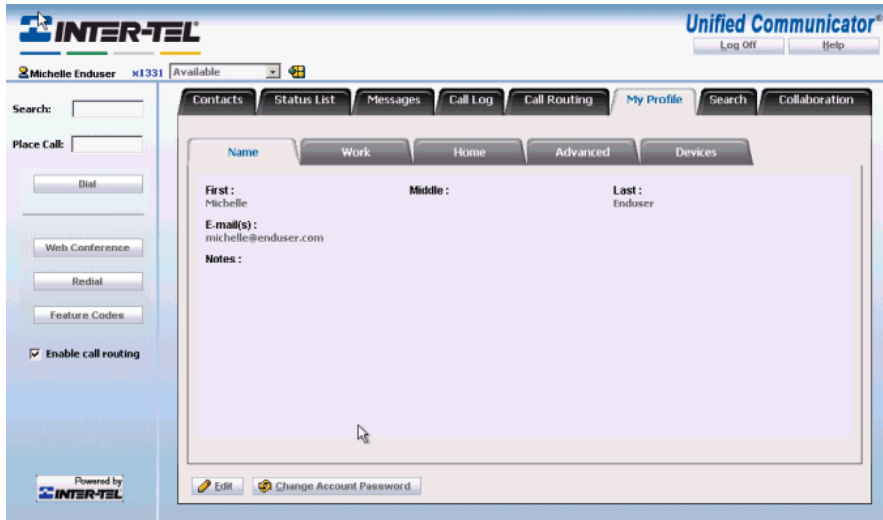 INTER-TEL
Unified Communicator®
Log Off Help
Michelle Enduser x1331 Available
Search:
Place Call:
Dial
Web Conference
Redial
Feature Codes
Enable call routing
Powered by
INTER-TEL
Contacts Status List Messages Call Log Call Routing My Profile Search Collaboration
Name Work Home Advanced Devices
First : Middle : Last :
Michelle Enduser
E-mail(s) :
michelle@enduser.com
Notes :
Edit Change Account Password